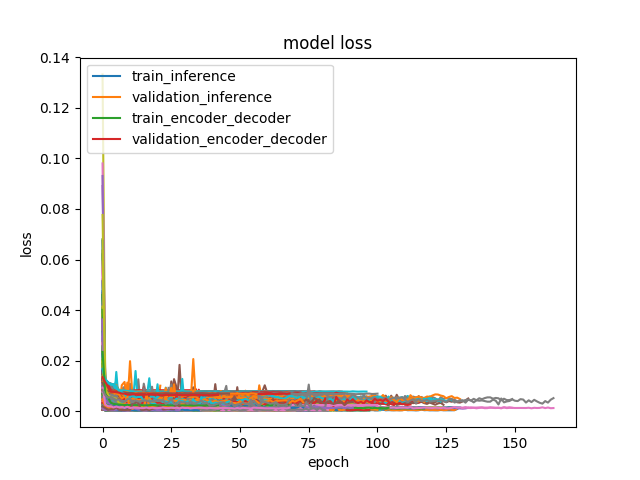 model loss
train_inference
validation_inference
train_encoder_decoder
validation_encoder_decoder
loss
0.14
0.12
0.10
0.08
0.06
0.04
0.02
0.00
0
25
50
75
100
125
150
epoch